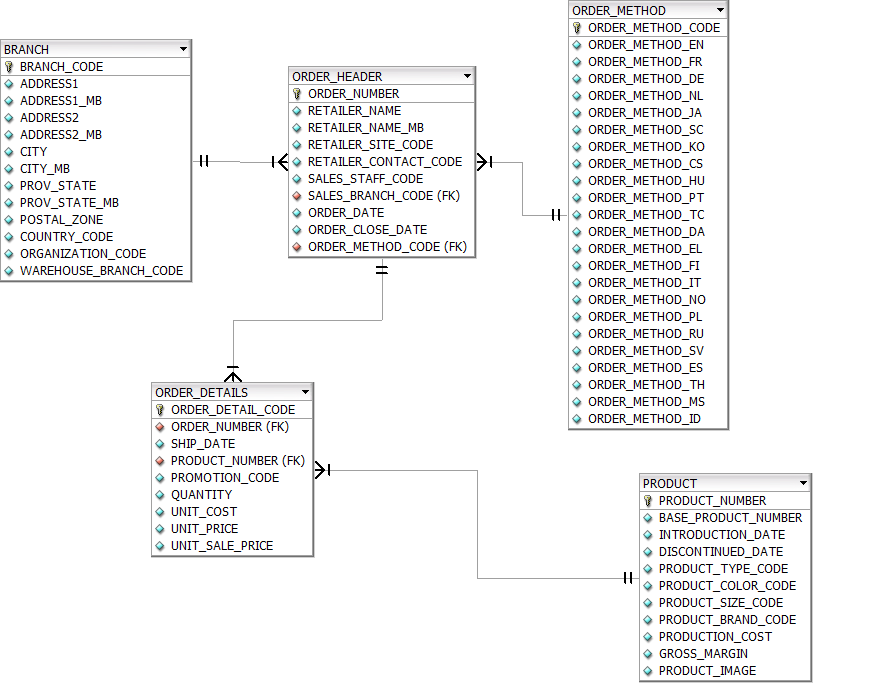 BRANCH
BRANCH_CODE
ADDRESS1
ADDRESS1_MB
ADDRESS2
ADDRESS2_MB
CITY
CITY_MB
PROV_STATE
PROV_STATE_MB
POSTAL_ZONE
COUNTRY_CODE
ORGANIZATION_CODE
WAREHOUSE_BRANCH_CODE
ORDER_HEADER
ORDER_NUMBER
RETAILER_NAME
RETAILER_NAME_MB
RETAILER_SITE_CODE
RETAILER_CONTACT_CODE
SALES_STAFF_CODE
SALES_BRANCH_CODE (FK)
ORDER_DATE
ORDER_CLOSE_DATE
ORDER_METHOD_CODE (FK)
ORDER_METHOD
ORDER_METHOD_CODE
ORDER_METHOD_EN
ORDER_METHOD_FR
ORDER_METHOD_DE
ORDER_METHOD_NL
ORDER_METHOD_JA
ORDER_METHOD_SC
ORDER_METHOD_KO
ORDER_METHOD_CS
ORDER_METHOD_HU
ORDER_METHOD_PT
ORDER_METHOD_TC
ORDER_METHOD_DA
ORDER_METHOD_EL
ORDER_METHOD_FI
ORDER_METHOD_IT
ORDER_METHOD_NO
ORDER_METHOD_PL
ORDER_METHOD_RU
ORDER_METHOD_SV
ORDER_METHOD_ES
ORDER_METHOD_TH
ORDER_METHOD_MS
ORDER_METHOD_ID
ORDER_DETAILS
ORDER_DETAIL_CODE
ORDER_NUMBER (FK)
SHIP_DATE
PRODUCT_NUMBER (FK)
PROMOTION_CODE
QUANTITY
UNIT_COST
UNIT_PRICE
UNIT_SALE_PRICE
PRODUCT
PRODUCT_NUMBER
BASE_PRODUCT_NUMBER
INTRODUCTION_DATE
DISCONTINUED_DATE
PRODUCT_TYPE_CODE
PRODUCT_COLOR_CODE
PRODUCT_SIZE_CODE
PRODUCT_BRAND_CODE
PRODUCTION_COST
GROSS_MARGIN
PRODUCT_IMAGE